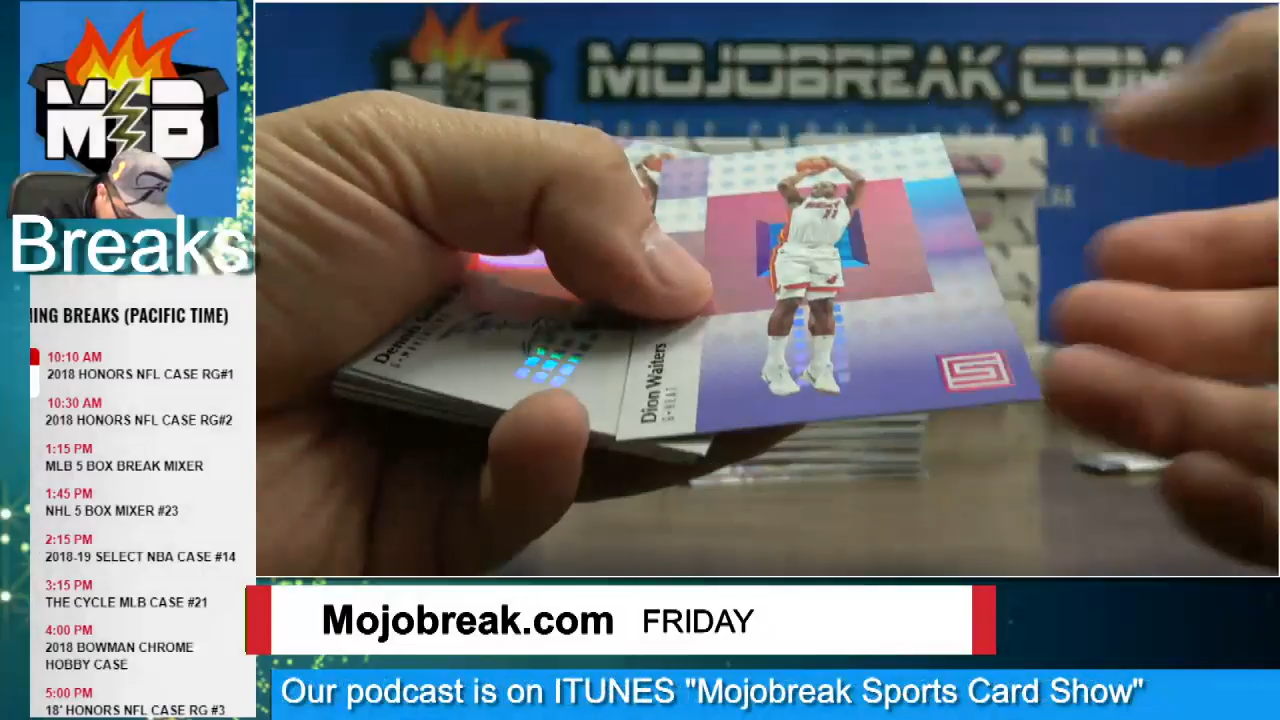 M B
Breaks
ING BREAKS (PACIFIC TIME)
10:10 AM
2018 HONORS NFL CASE RG#1
10:30 AM
2018 HONORS NFL CASE RG#2
1:15 PM
MLB 5 BOX BREAK MIXER
1:45 PM
NHL 5 BOX MIXER #23
2:15 PM
2018-19 SELECT NBA CASE #14
3:15 PM
THE CYCLE MLB CASE #21
4:00 PM
2018 BOWMAN CHROME
HOBBY CASE
5:00 PM
18' HONORS NFL CASE RG #3
MOJOBREAK.COM
Dion Waiters
G-HEAT
11
Mojobreak.com FRIDAY
Our podcast is on ITUNES "Mojobreak Sports Card Show"